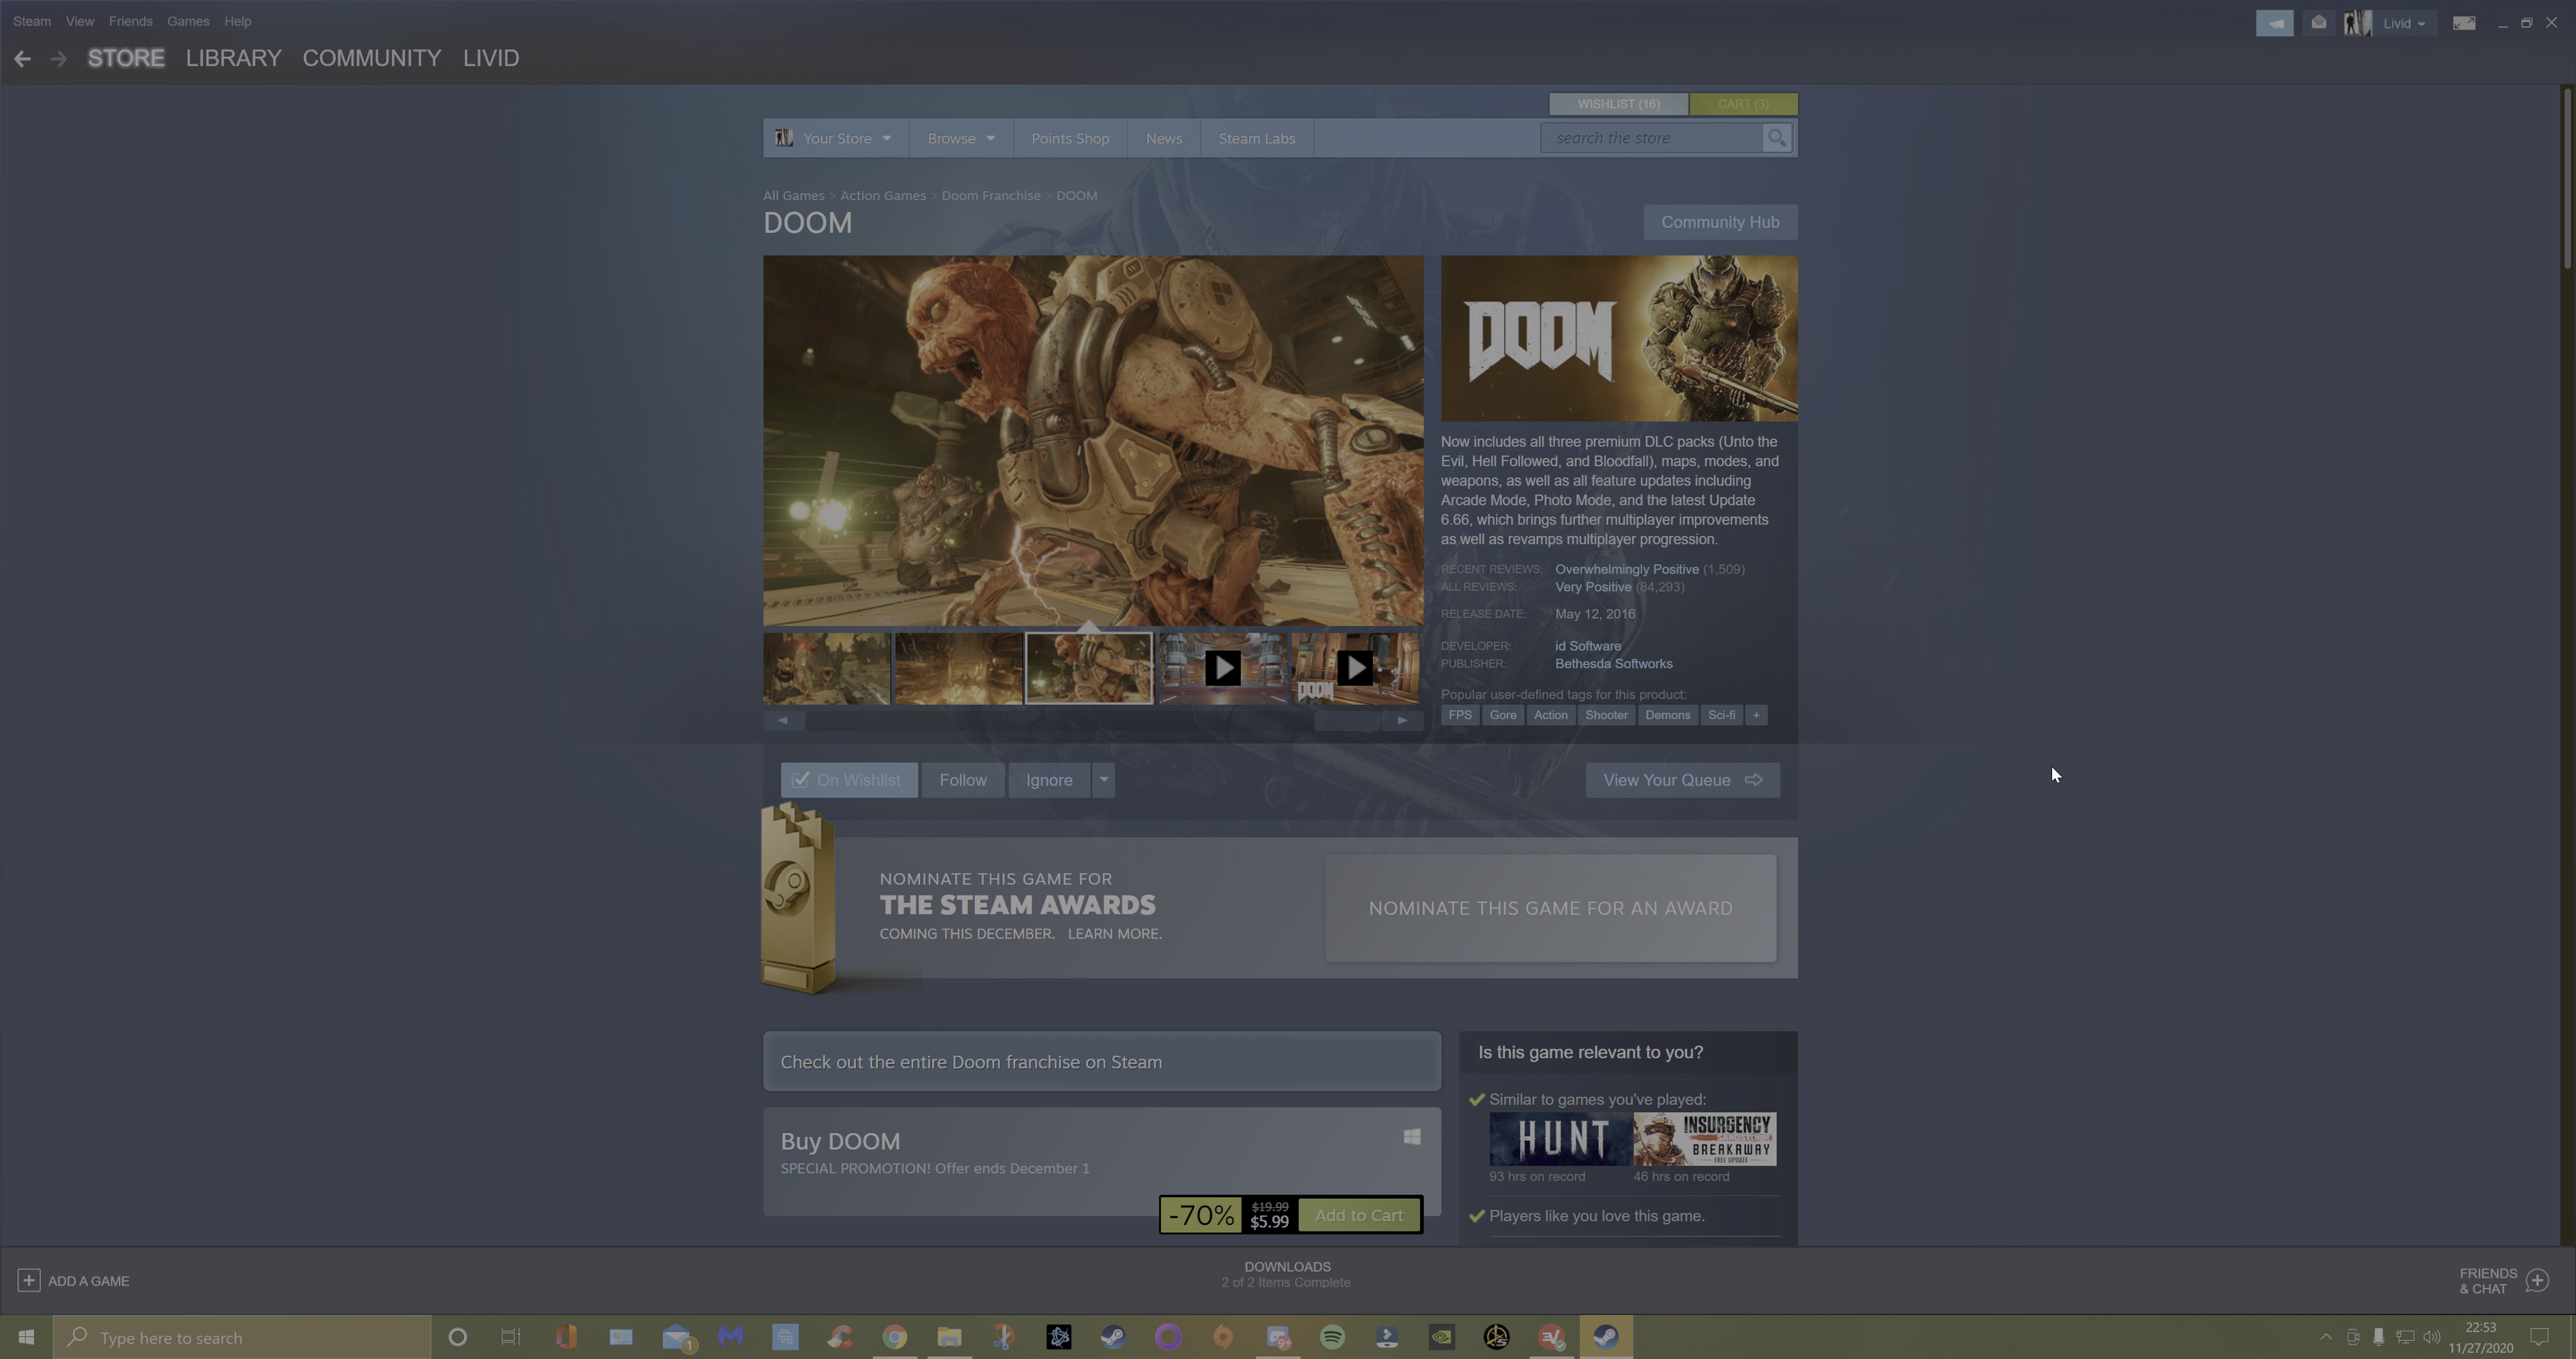 Steam View Friends Games Help
Livid
STORE LIBRARY COMMUNITY LIVID
WISHLIST (16) CART (3)
Your Store Browse Points Shop News Steam Labs
search the store
All Games > Action Games > Doom Franchise > DOOM
DOOM
Community Hub
DOOM
Now includes all three premium DLC packs (Unto the
Evil, Hell Followed, and Bloodfall), maps, modes, and
weapons, as well as all feature updates including
Arcade Mode, Photo Mode, and the latest Update
6.66, which brings further multiplayer improvements
as well as revamps multiplayer progression.
RECENT REVIEWS: Overwhelmingly Positive (1,509)
ALL REVIEWS: Very Positive (84,293)
RELEASE DATE: May 12, 2016
DEVELOPER: id Software
PUBLISHER: Bethesda Softworks
Popular user-defined tags for this product:
FPS Gore Action Shooter Demons Sci-fi +
DOOM
On Wishlist Follow Ignore
View Your Queue
NOMINATE THIS GAME FOR
THE STEAM AWARDS
COMING THIS DECEMBER. LEARN MORE.
NOMINATE THIS GAME FOR AN AWARD
Check out the entire Doom franchise on Steam
Is this game relevant to you?
Similar to games you've played:
HUNT
INSURGENCY
SANDSTORM
BREAKAWAY
FREE UPDATE
93 hrs on record 46 hrs on record
Players like you love this game.
Buy DOOM
SPECIAL PROMOTION! Offer ends December 1
-70% $19.99 $5.99 Add to Cart
ADD A GAME
DOWNLOADS
2 of 2 Items Complete
FRIENDS
& CHAT
Type here to search
1
9+
22:53
11/27/2020